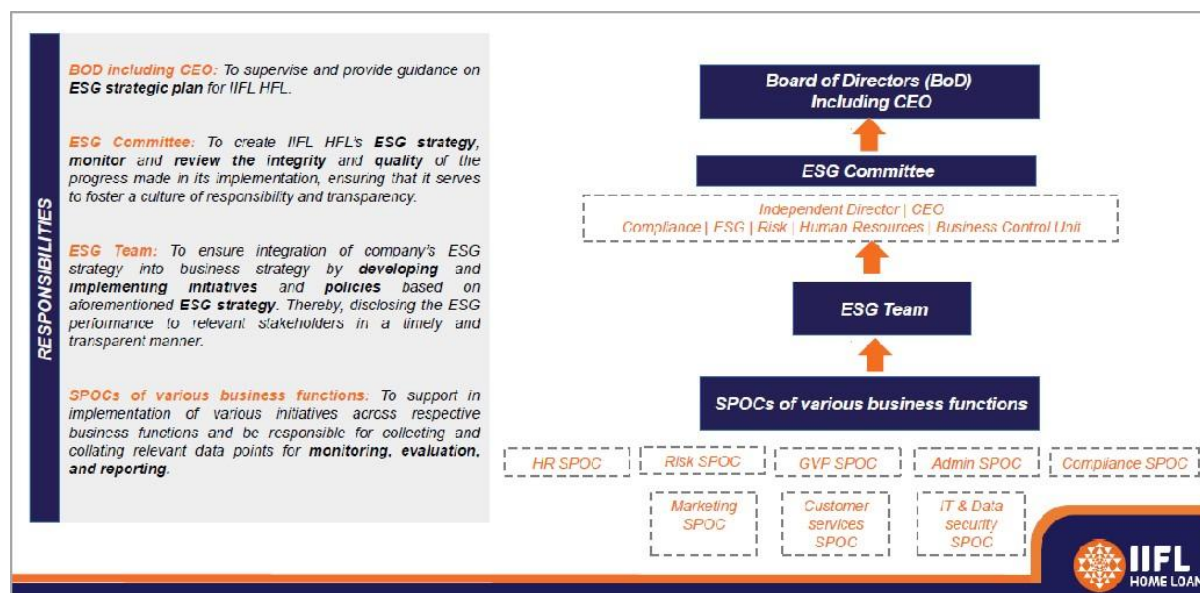 RESPONSIBILITIES
BOD including CEO: To supervise and provide guidance on
ESG strategic plan for IIFL HFL.
ESG Committee: To create IIFL HFL's ESG strategy,
monitor and review the integrity and quality of the
progress made in its implementation, ensuring that it serves
to foster a culture of responsibility and transparency.
ESG Team: To ensure integration of company's ESG
strategy into business strategy by developing and
implementing initiatives and policies based on
aforementioned ESG strategy. Thereby, disclosing the ESG
performance to relevant stakeholders in a timely and
transparent manner.
SPOCs of various business functions: To support in
implementation of various initiatives across respective
business functions and be responsible for collecting and
collating relevant data points for monitoring, evaluation,
and reporting.
Board of Directors (BoD)
Including CEO
ESG Committee
Independent Director | CEO
Compliance | ESG | Risk | Human Resources | Business Control Unit
ESG Team
SPOCs of various business functions
HR SPOC
Risk SPOC
GVP SPOC
Admin SPOC
Compliance SPOC
Marketing
SPOC
Customer
services
SPOC
IT & Data
security
SPOC
IIFL
HOME LOAN